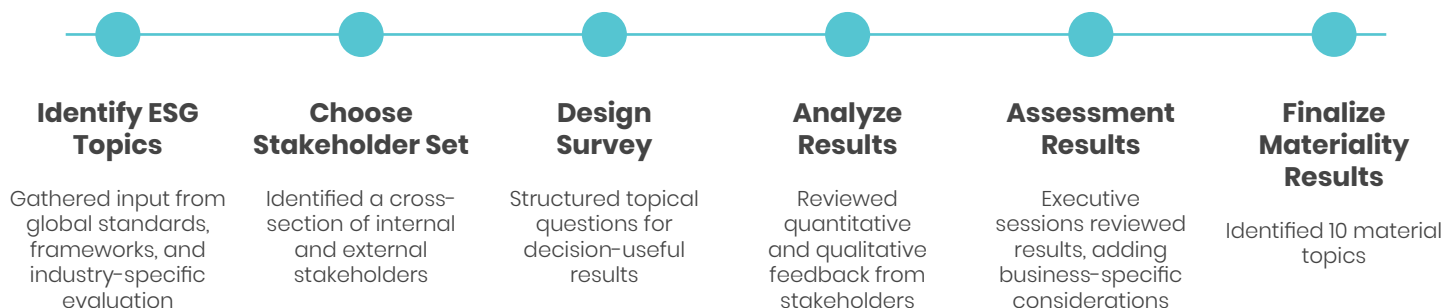 Identify ESG
Topics
Gathered input from
global standards,
frameworks, and
industry-specific
evaluation
Choose
Stakeholder Set
Identified a cross-
section of internal
and external
stakeholders
Design
Survey
Structured topical
questions for
decision-useful
results
Analyze
Results
Reviewed
quantitative
and qualitative
feedback from
stakeholders
Assessment
Results
Executive
sessions reviewed
results, adding
business-specific
considerations
Finalize
Materiality
Results
Identified 10 material
topics